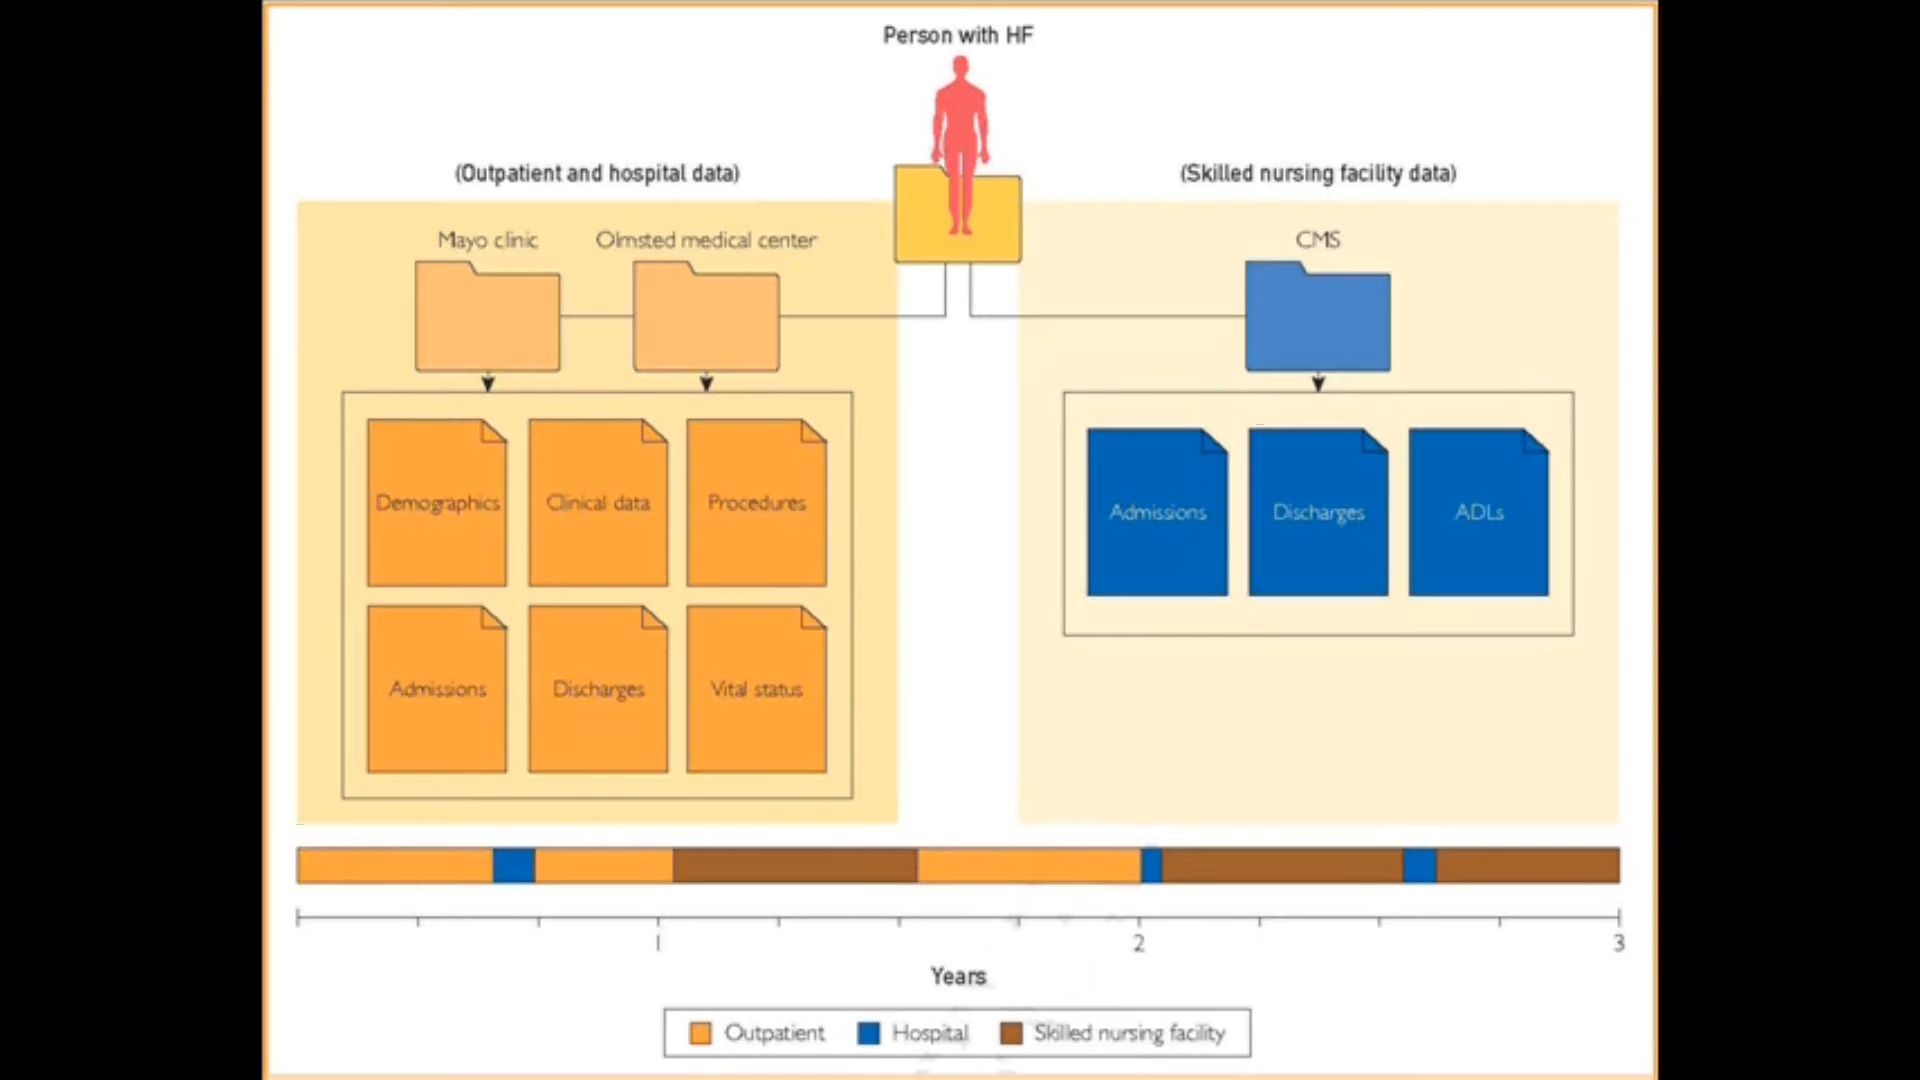 Person with HF
(Outpatient and hospital data)
(Skilled nursing facility data)
Mayo clinic
Olmsted medical center
CMS
Demographics
Clinical data
Procedures
Admissions
Discharges
Vital status
Admissions
Discharges
ADLs
1
2
3
Years
Outpatient
Hospital
Skilled nursing facility